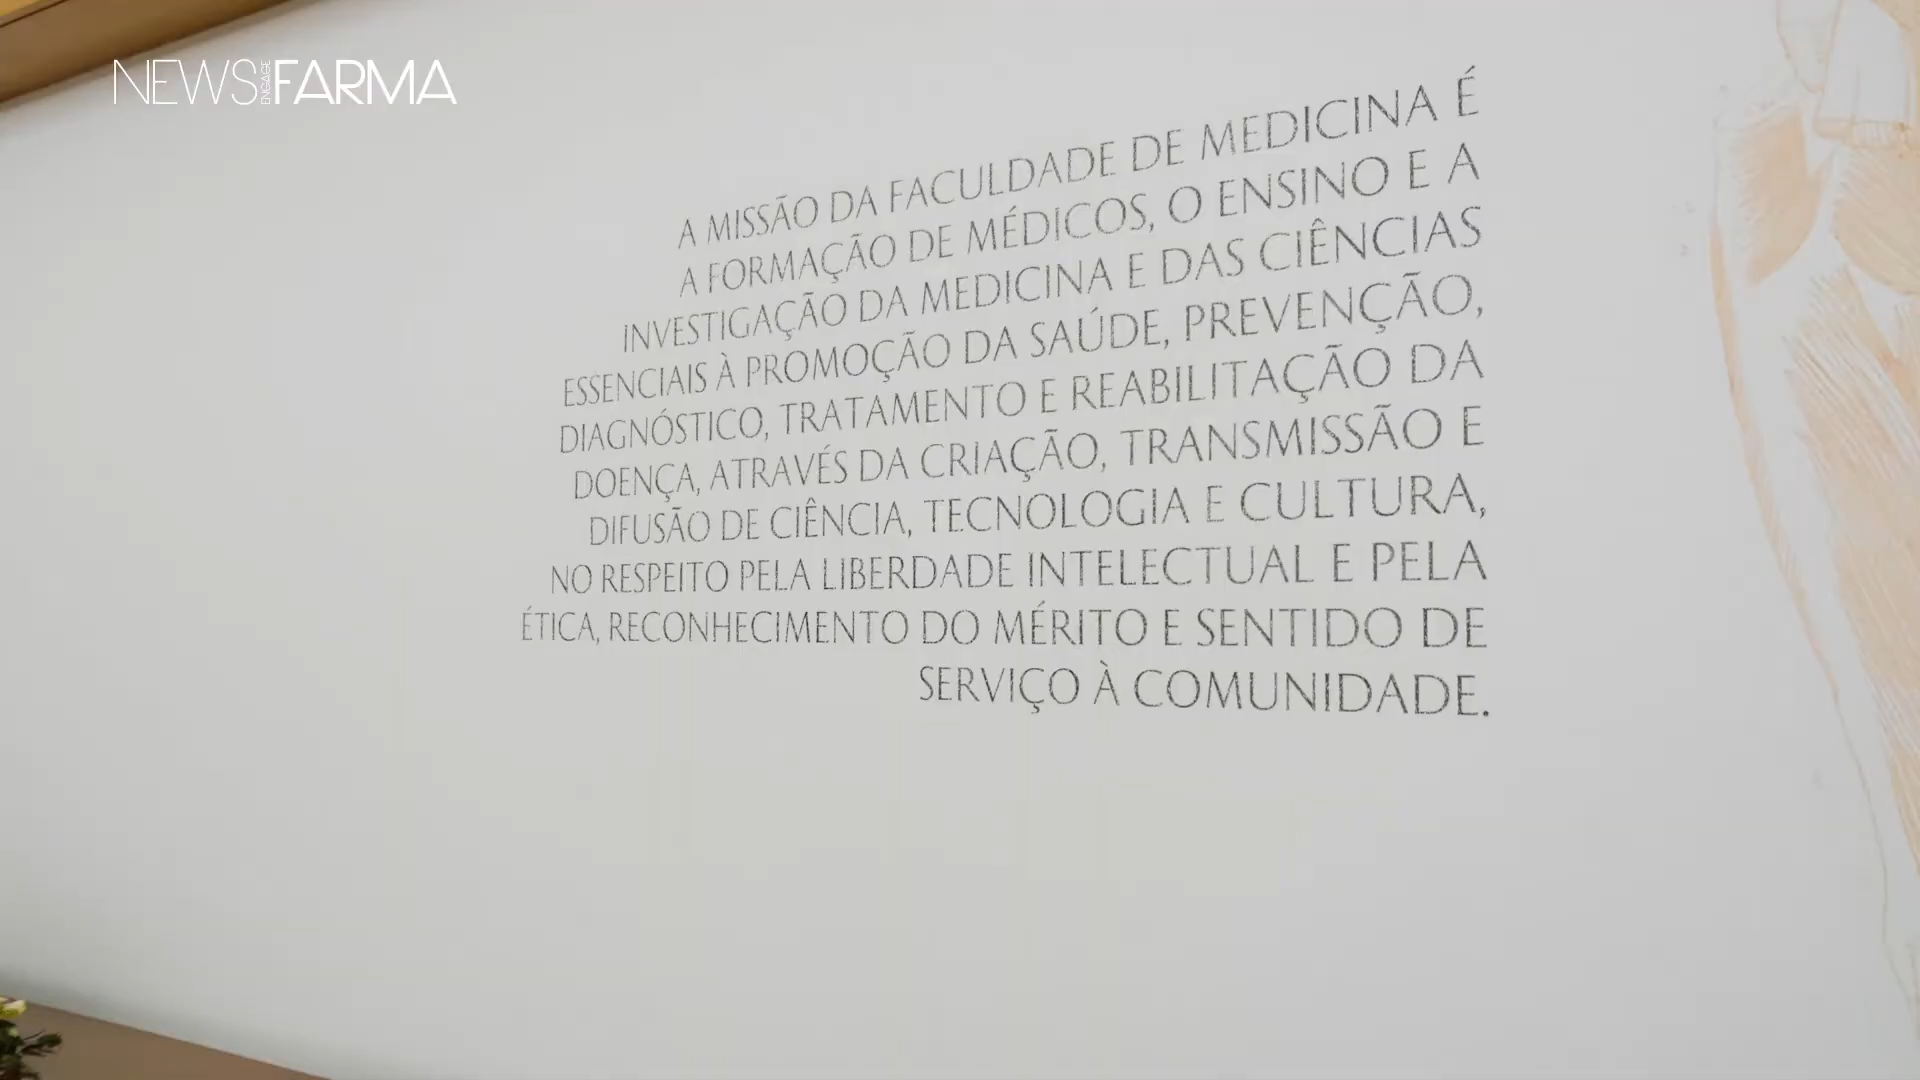 NEWS ENGAGE FARMA
A MISSÃO DA FACULDADE DE MEDICINA É
A FORMAÇÃO DE MÉDICOS, O ENSINO E A
INVESTIGAÇÃO DA MEDICINA E DAS CIÊNCIAS
ESSENCIAIS À PROMOÇÃO DA SAÚDE, PREVENÇÃO,
DIAGNÓSTICO, TRATAMENTO E REABILITAÇÃO DA
DOENÇA, ATRAVÉS DA CRIAÇÃO, TRANSMISSÃO E
DIFUSÃO DE CIÊNCIA, TECNOLOGIA E CULTURA,
NO RESPEITO PELA LIBERDADE INTELECTUAL E PELA
ÉTICA, RECONHECIMENTO DO MÉRITO E SENTIDO DE
SERVIÇO À COMUNIDADE.